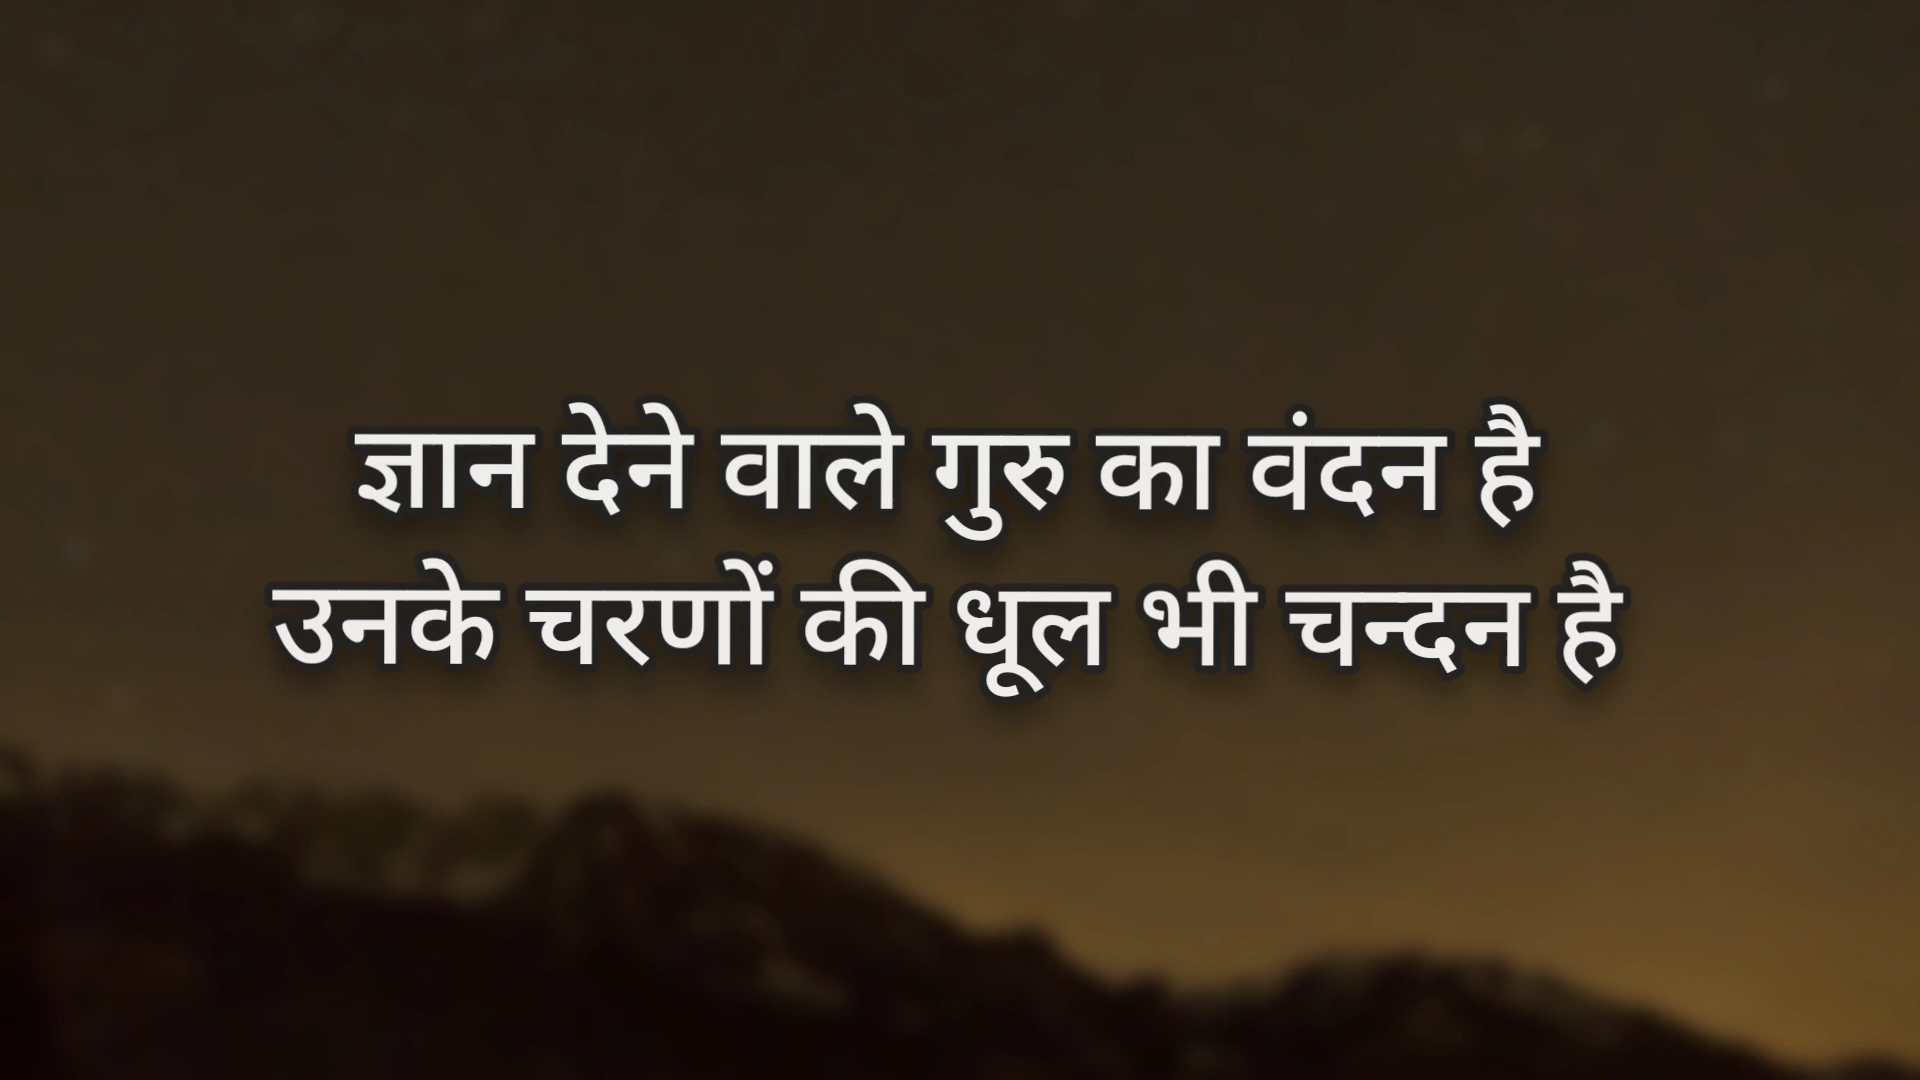 ज्ञान देने वाले गुरु का वंदन है
उनके चरणों की धूल भी चन्दन है